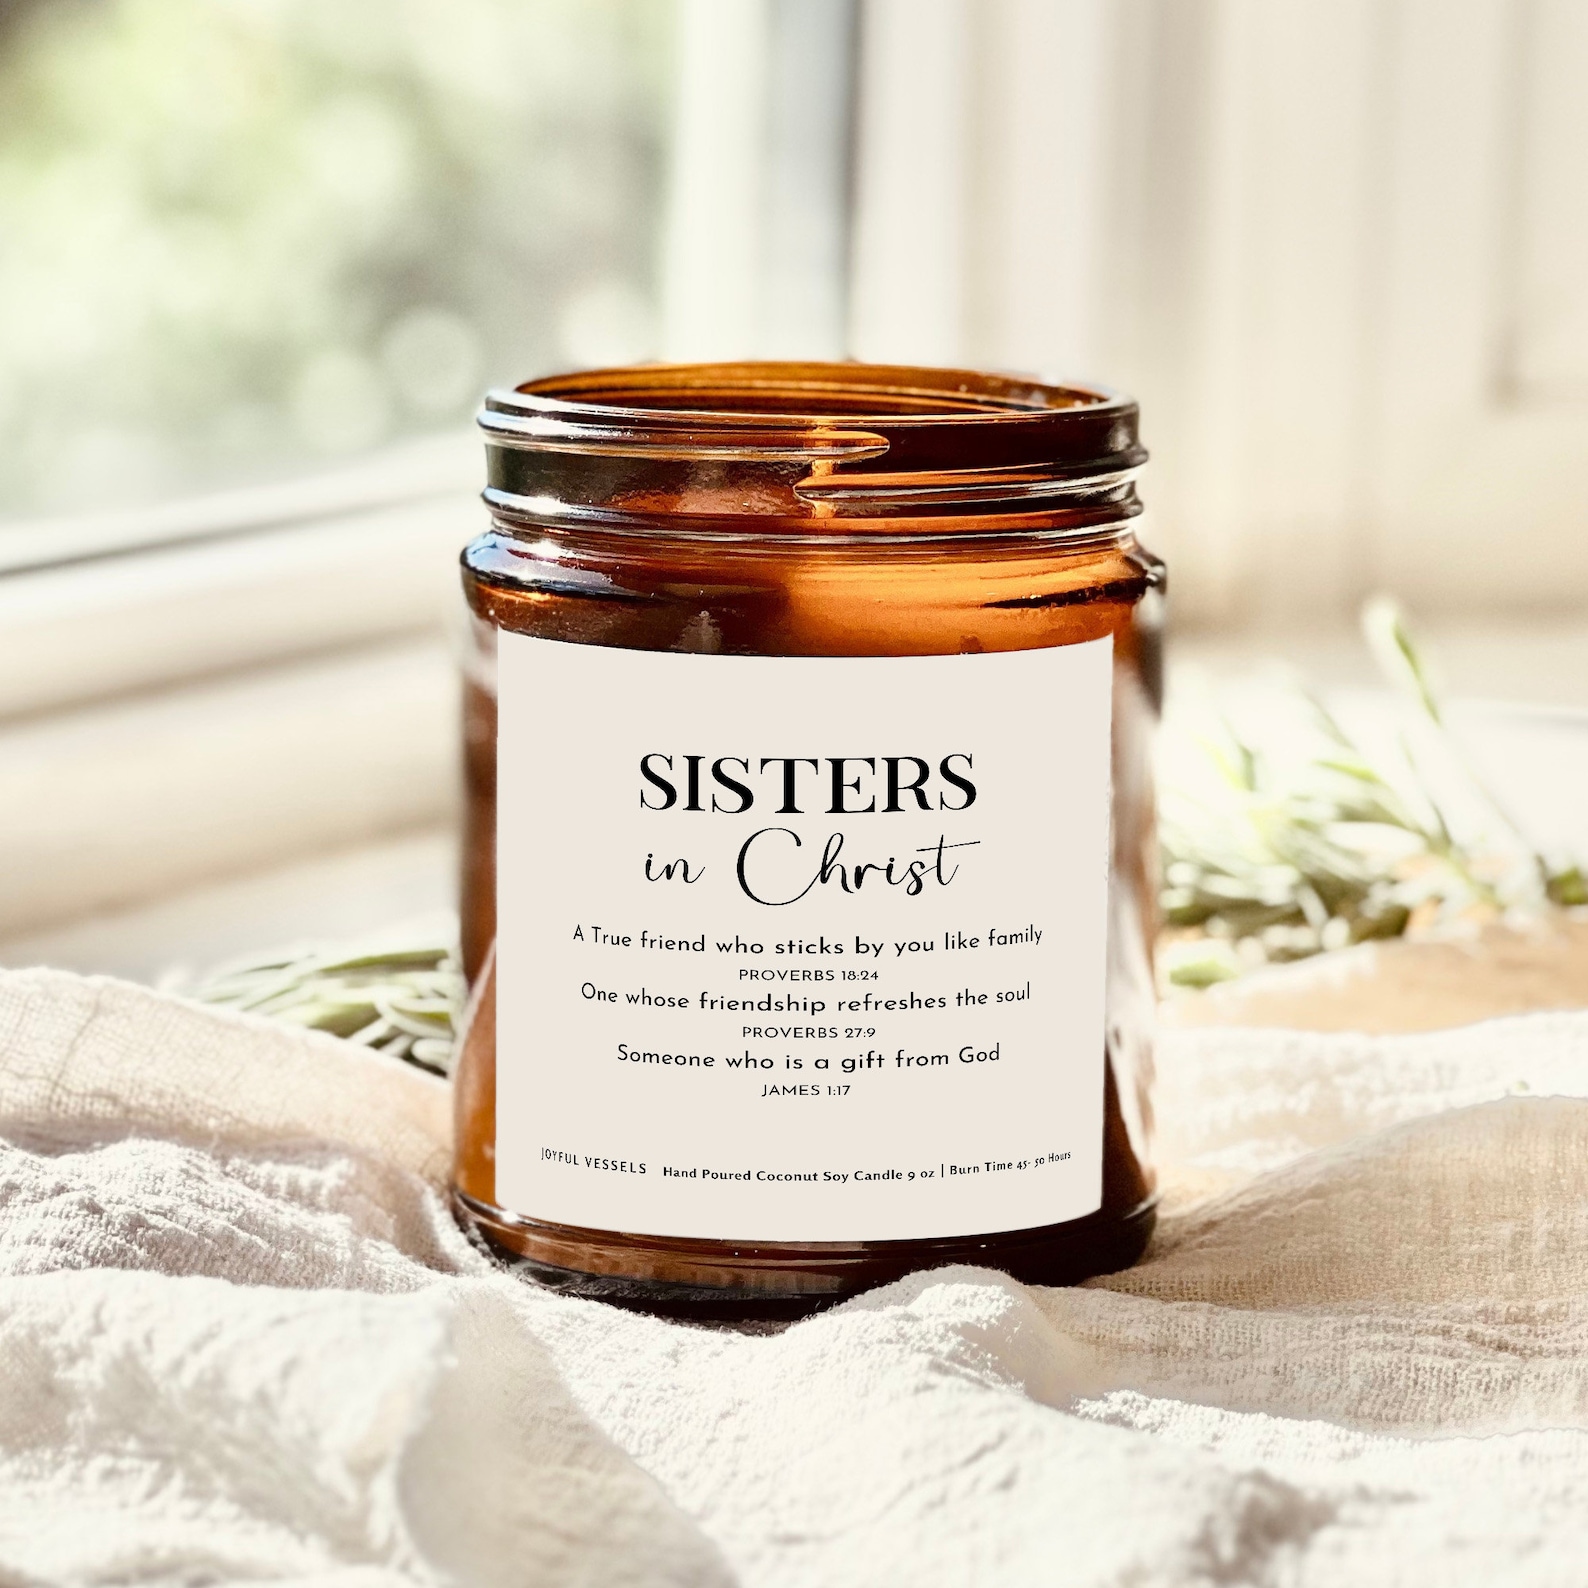 SISTERS
in Christ
A True friend who sticks by you like family
PROVERBS 18:24
One whose friendship refreshes the soul
PROVERBS 27:9
Someone who is a gift from God
JAMES 1:17
JOYFUL VESSELS Hand Poured Coconut Soy Candle 9 oz | Burn Time 45- 50 Hours